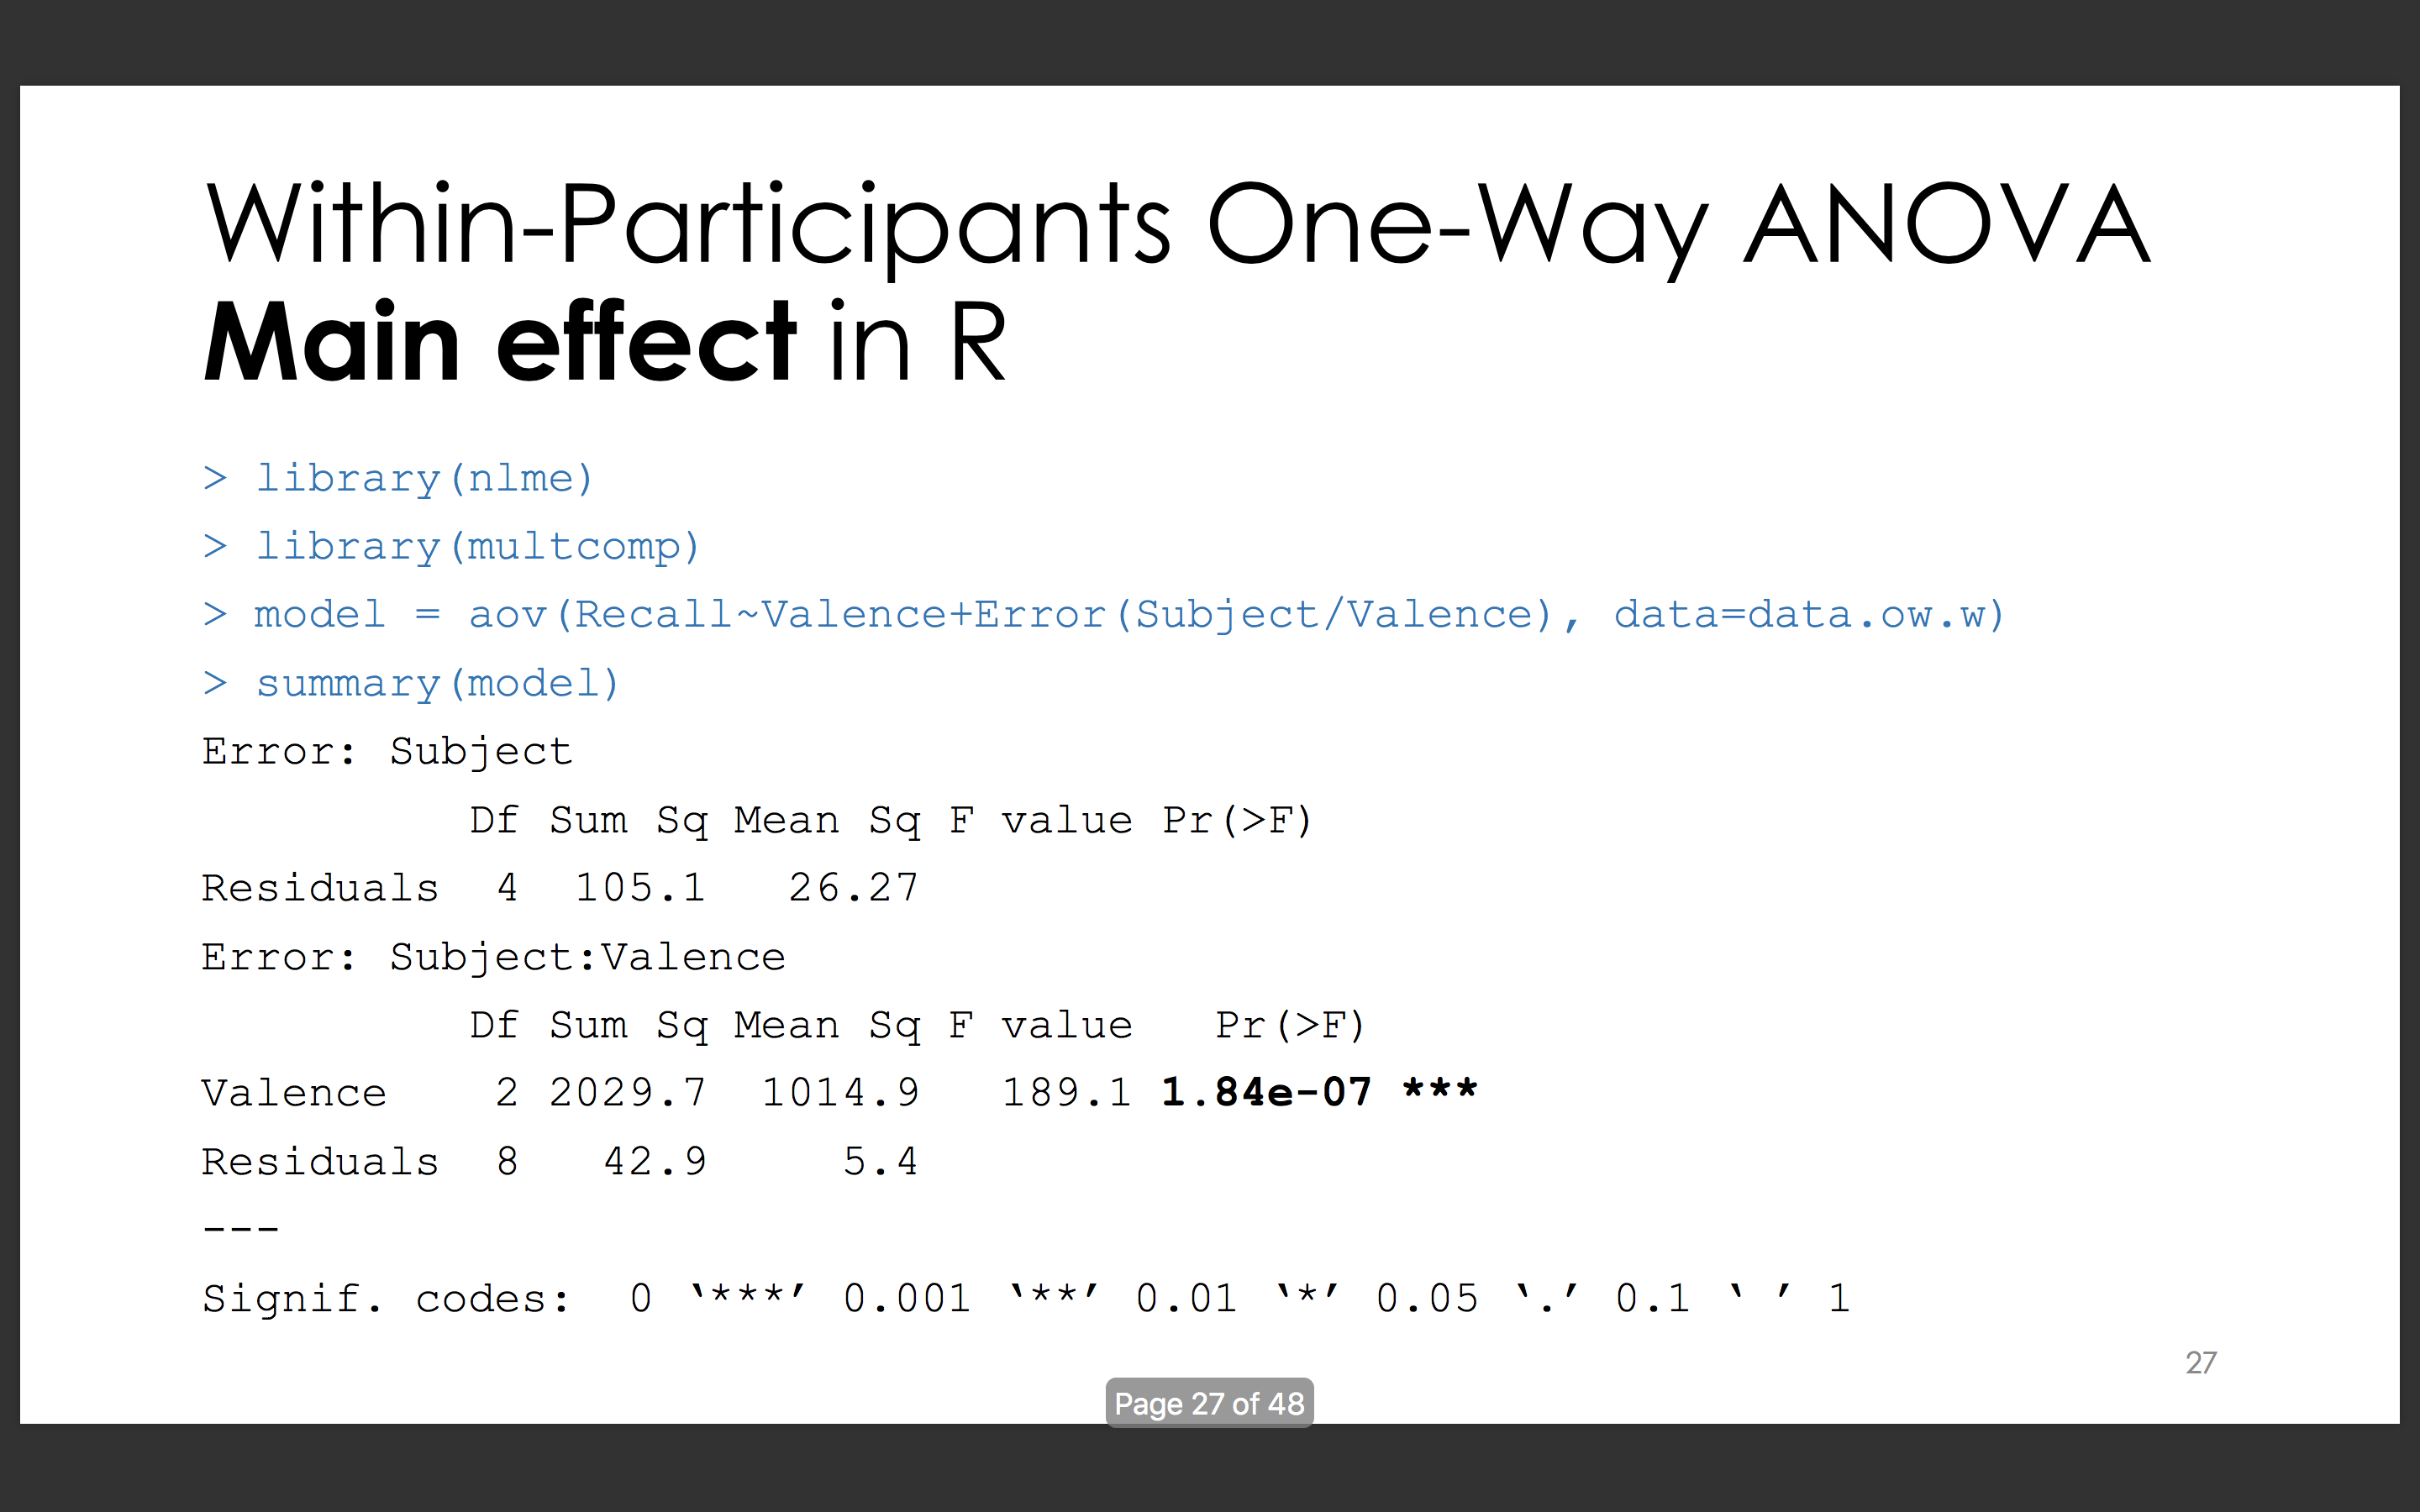 Within-Participants One-Way ANOVA
Main effect in R
> library(nlme)
> library(multcomp)
> model = aov(Recall~Valence+Error(Subject/Valence), data=data.ow.w)
> summary(model)
Error: Subject
          Df Sum Sq Mean Sq F value Pr(>F)
Residuals  4  105.1   26.27
Error: Subject:Valence
          Df Sum Sq Mean Sq F value   Pr(>F)
Valence    2 2029.7  1014.9   189.1 1.84e-07 ***
Residuals  8   42.9     5.4
---
Signif. codes:  0 ‘***’ 0.001 ‘**’ 0.01 ‘*’ 0.05 ‘.’ 0.1 ‘ ’ 1
27
Page 27 of 48